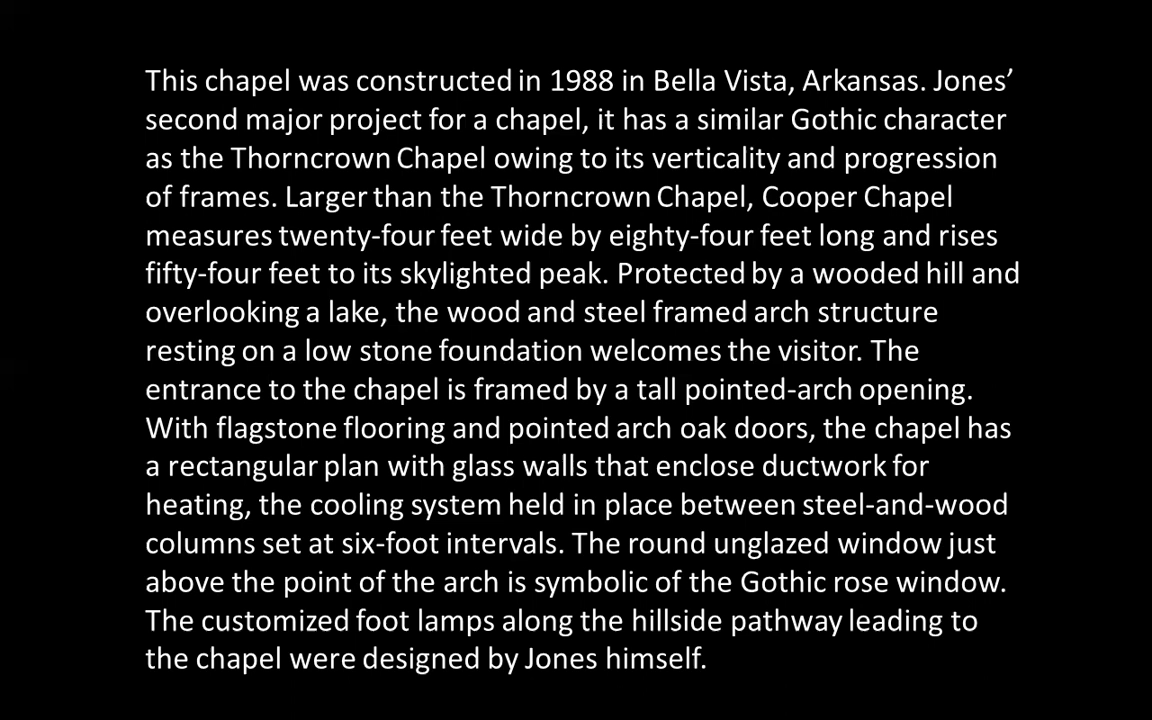 This chapel was constructed in 1988 in Bella Vista, Arkansas. Jones’
second major project for a chapel, it has a similar Gothic character
as the Thorncrown Chapel owing to its verticality and progression
of frames. Larger than the Thorncrown Chapel, Cooper Chapel
measures twenty-four feet wide by eighty-four feet long and rises
fifty-four feet to its skylighted peak. Protected by a wooded hill and
overlooking a lake, the wood and steel framed arch structure
resting on a low stone foundation welcomes the visitor. The
entrance to the chapel is framed by a tall pointed-arch opening.
With flagstone flooring and pointed arch oak doors, the chapel has
a rectangular plan with glass walls that enclose ductwork for
heating, the cooling system held in place between steel-and-wood
columns set at six-foot intervals. The round unglazed window just
above the point of the arch is symbolic of the Gothic rose window.
The customized foot lamps along the hillside pathway leading to
the chapel were designed by Jones himself.